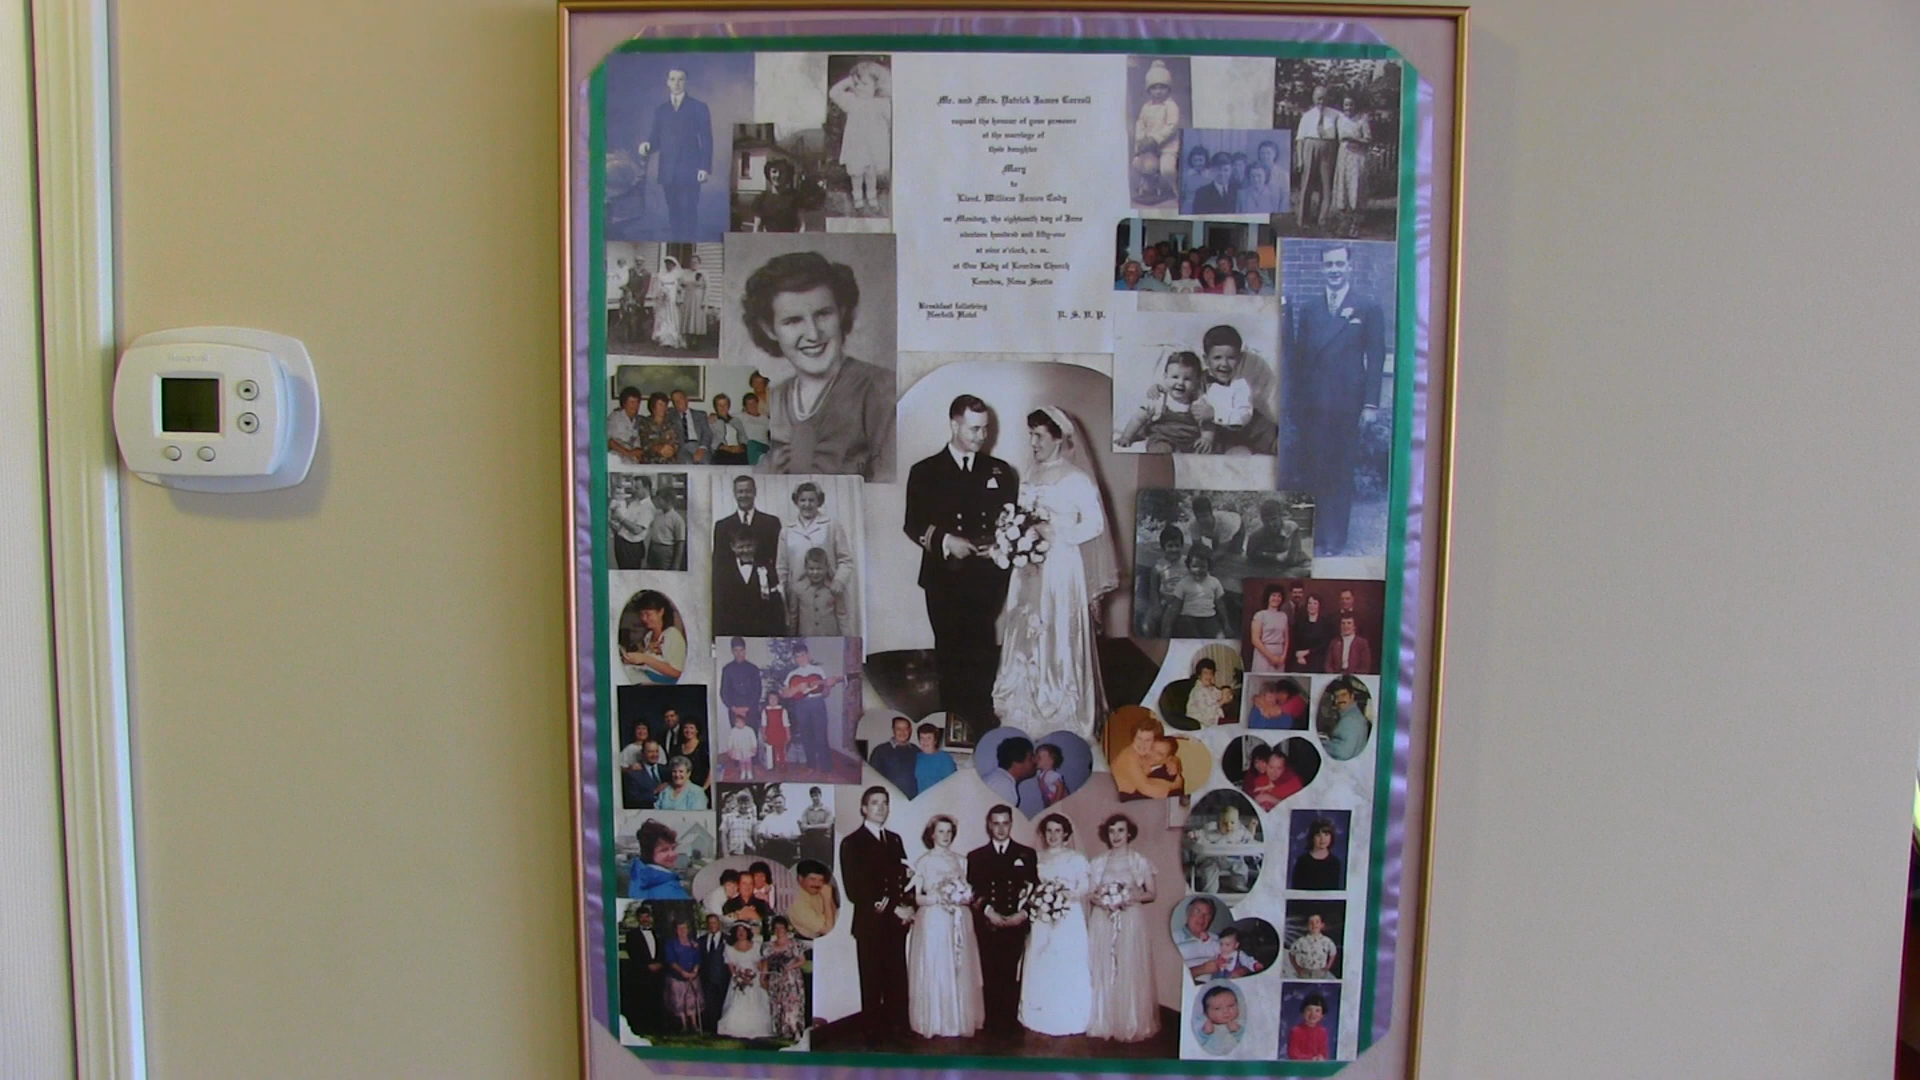 Honeywell
Mr. and Mrs. Patrick James Carroll
request the honour of your presence
at the marriage of
their daughter
Mary
to
Lieut. William James Cody
on Monday, the eighteenth day of June
nineteen hundred and fifty-one
at nine o'clock, a. m.
at Our Lady of Lourdes Church
Lourdes, Nova Scotia
Breakfast following
Norfolk Hotel
R. S. V. P.